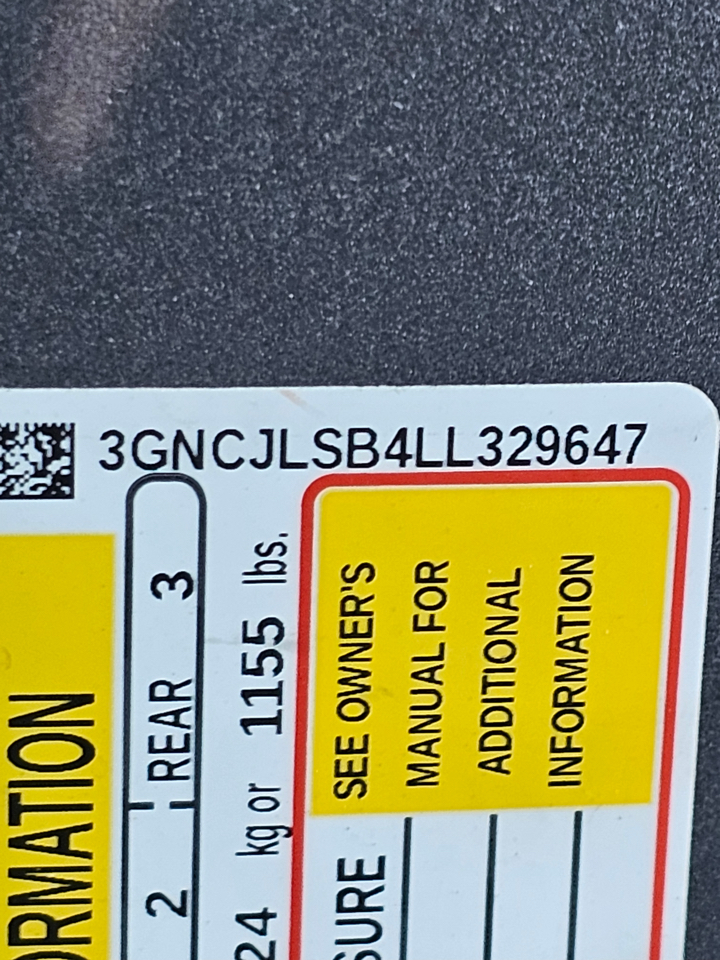 3GNCJLSB4LL329647
ORMATION
2 REAR 3
24 kg or 1155 lbs.
SURE
SEE OWNER'S
MANUAL FOR
ADDITIONAL
INFORMATION